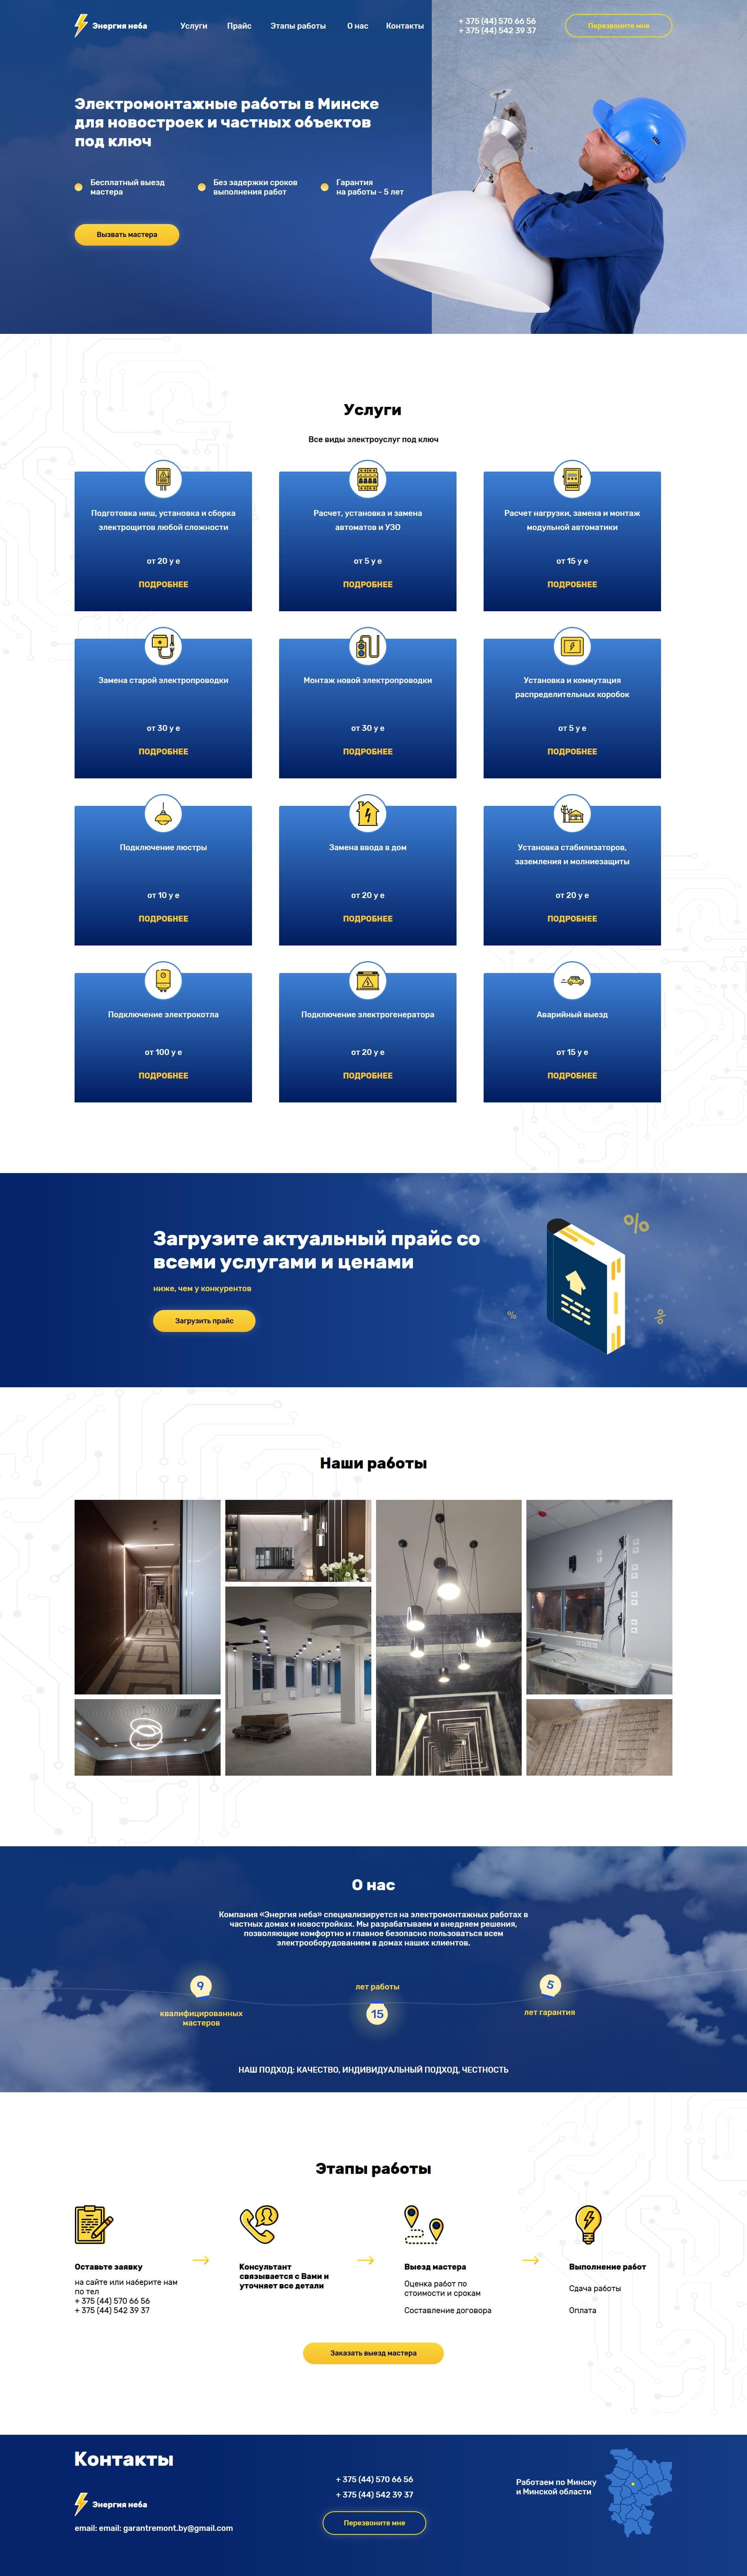 Энергия неба
Услуги
Прайс
Этапы работы
О нас
Контакты
+ 375 (44) 570 66 56
+ 375 (44) 542 39 37
Перезвоните мне
Электромонтажные работы в Минске
для новостроек и частных объектов
под ключ
Бесплатный выезд
мастера
Без задержки сроков
выполнения работ
Гарантия
на работы - 5 лет
Вызвать мастера
Услуги
Все виды электроуслуг под ключ
Подготовка ниш, установка и сборка
электрощитов любой сложности
от 20 у е
ПОДРОБНЕЕ
Расчет, установка и замена
автоматов и УЗО
от 5 у е
ПОДРОБНЕЕ
Расчет нагрузки, замена и монтаж
модульной автоматики
от 15 у е
ПОДРОБНЕЕ
Замена старой электропроводки
от 30 у е
ПОДРОБНЕЕ
Монтаж новой электропроводки
от 30 у е
ПОДРОБНЕЕ
Установка и коммутация
распределительных коробок
от 5 у е
ПОДРОБНЕЕ
Подключение люстры
от 10 у е
ПОДРОБНЕЕ
Замена ввода в дом
от 20 у е
ПОДРОБНЕЕ
Установка стабилизаторов,
заземления и молниезащиты
от 20 у е
ПОДРОБНЕЕ
Подключение электрокотла
от 100 у е
ПОДРОБНЕЕ
Подключение электрогенератора
от 20 у е
ПОДРОБНЕЕ
Аварийный выезд
от 15 у е
ПОДРОБНЕЕ
Загрузите актуальный прайс со
всеми услугами и ценами
ниже, чем у конкурентов
Загрузить прайс
%
%
%
Наши работы
О нас
Компания «Энергия неба» специализируется на электромонтажных работах в
частных домах и новостройках. Мы разрабатываем и внедряем решения,
позволяющие комфортно и главное безопасно пользоваться всем
электрооборудованием в домах наших клиентов.
9
квалифицированных
мастеров
лет работы
15
5
лет гарантия
НАШ ПОДХОД: КАЧЕСТВО, ИНДИВИДУАЛЬНЫЙ ПОДХОД, ЧЕСТНОСТЬ
Этапы работы
Оставьте заявку
на сайте или наберите нам
по тел
+ 375 (44) 570 66 56
+ 375 (44) 542 39 37
Консультант
связывается с Вами и
уточняет все детали
Выезд мастера
Оценка работ по
стоимости и срокам
Составление договора
Выполнение работ
Сдача работы
Оплата
Заказать выезд мастера
Контакты
Энергия неба
email: email: garantremont.by@gmail.com
+ 375 (44) 570 66 56
+ 375 (44) 542 39 37
Перезвоните мне
Работаем по Минску
и Минской области